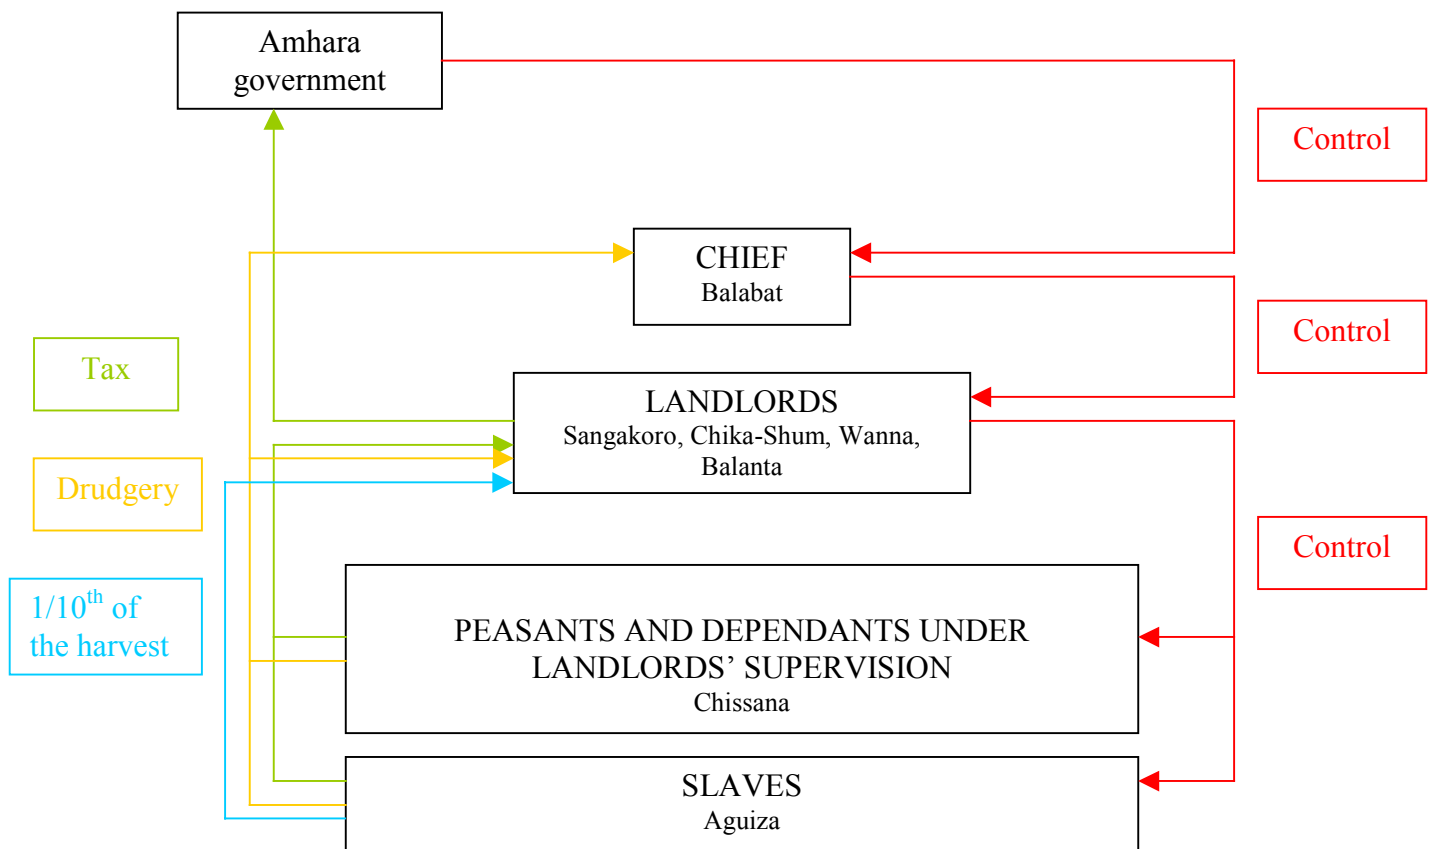 Amhara
government
Control
CHIEF
Balabat
Control
Tax
LANDLORDS
Sangakoro, Chika-Shum, Wanna,
Balanta
Drudgery
Control
1/10th of
the harvest
PEASANTS AND DEPENDANTS UNDER
LANDLORDS’ SUPERVISION
Chissana
SLAVES
Aguiza